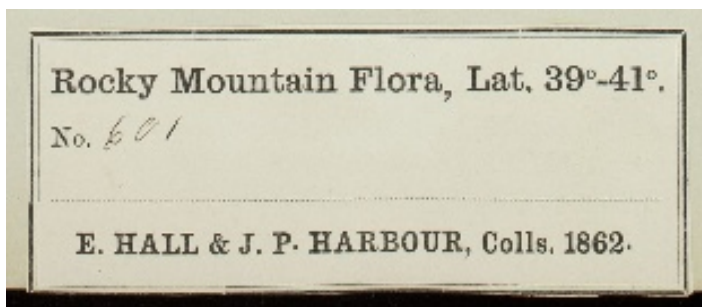 Rocky Mountain Flora, Lat. 39°-41°.
No. 601
E. HALL & J. P. HARBOUR, Colls. 1862.